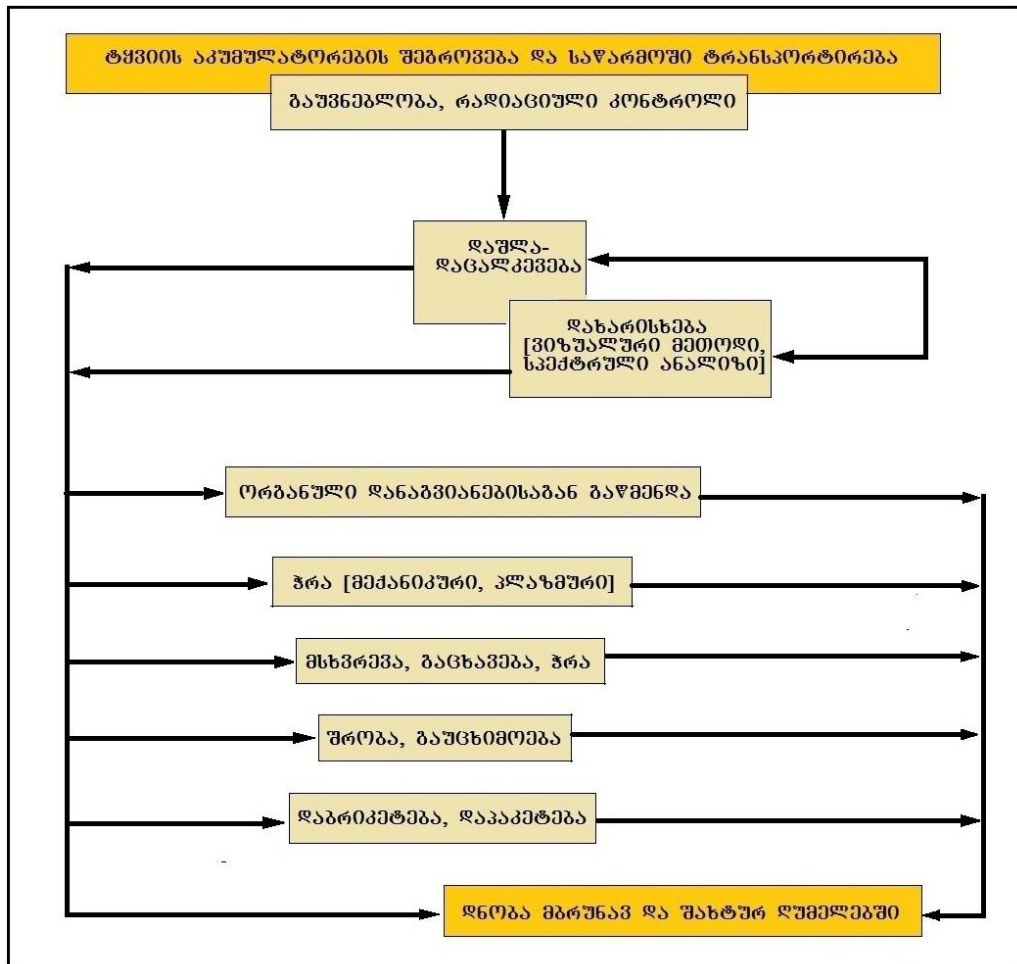 ტყვიის აკუმულატორების შეგროვება და საწარმოში ტრანსპორტირება
გაუვნებლობა, რადიაციული კონტროლი
დაშლა-
დაცალკევება
დახარისხება
[ვიზუალური მეთოდი,
სპექტრული ანალიზი]
ორგანული დანაგვიანებისაგან გაწმენდა
ჭრა [მექანიკური, პლაზმური]
მსხვრევა, გაცხავება, ჭრა
შრობა, გაუცხიმოება
დაბრიკეტება, დაპაკეტება
დნობა მბრუნავ და შახტურ ღუმელებში